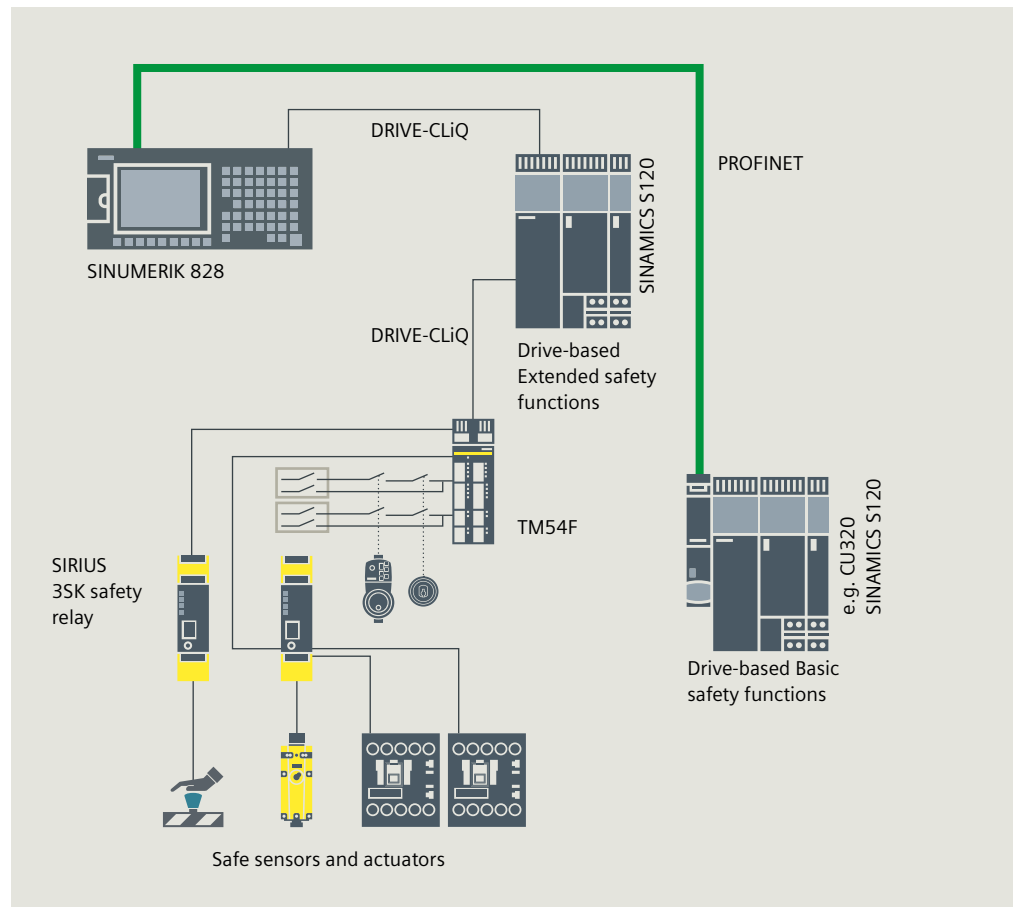 DRIVE-CLiQ
PROFINET
SINAMICS S120
SINUMERIK 828
DRIVE-CLiQ
Drive-based
Extended safety
functions
TM54F
SIRIUS
3SK safety
relay
e.g. CU320
SINAMICS S120
Drive-based Basic
safety functions
Safe sensors and actuators